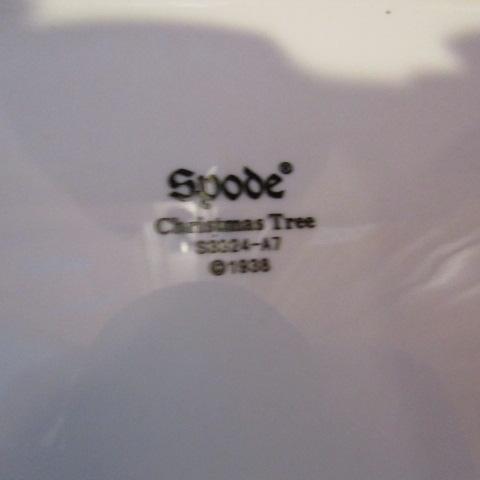 Spode®
Christmas Tree
S3324-A7
©1938